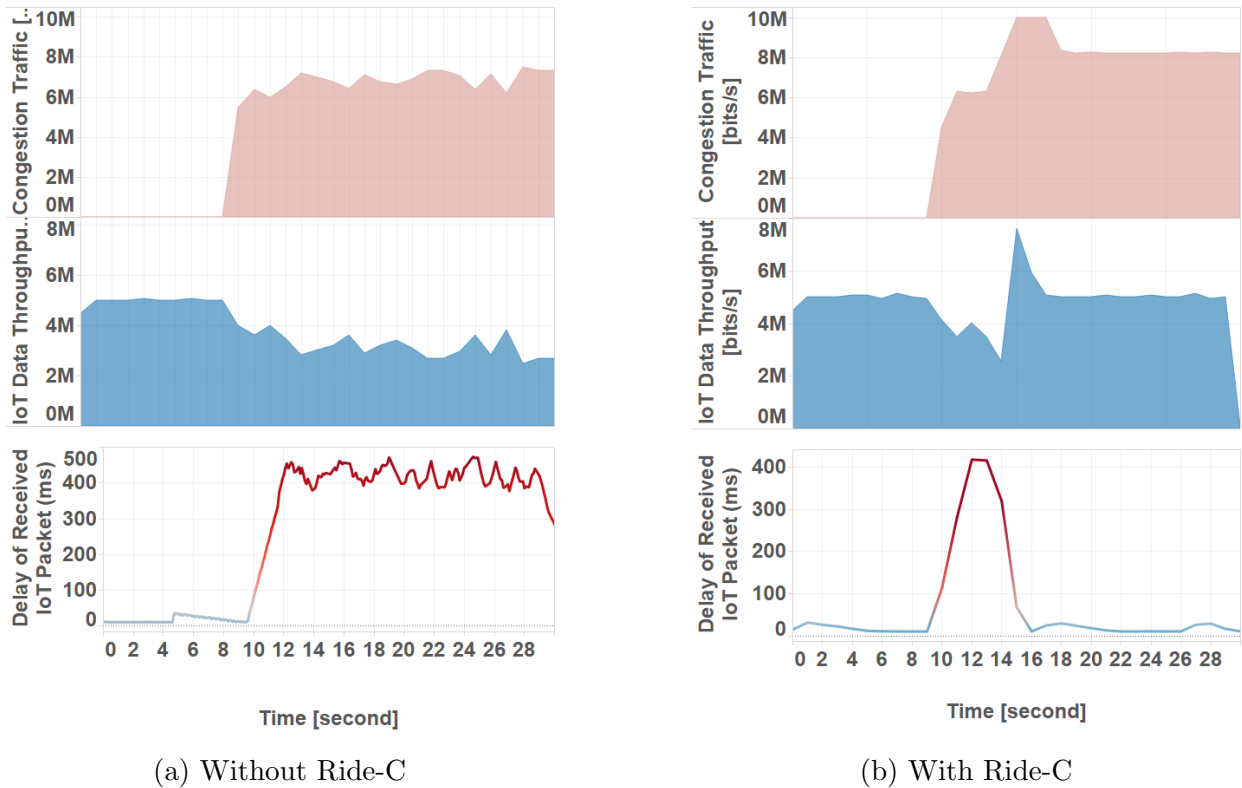 Congestion Traffic [..
10M
8M
6M
4M
2M
0M
IoT Data Throughpu..
8M
6M
4M
2M
0M
Delay of Received
IoT Packet (ms)
500
400
300
200
100
0
0 2 4 6 8 10 12 14 16 18 20 22 24 26 28
Time [second]
(a) Without Ride-C
Congestion Traffic
[bits/s]
10M
8M
6M
4M
2M
0M
IoT Data Throughput
[bits/s]
8M
6M
4M
2M
0M
Delay of Received
IoT Packet (ms)
400
300
200
100
0
0 2 4 6 8 10 12 14 16 18 20 22 24 26 28
Time [second]
(b) With Ride-C